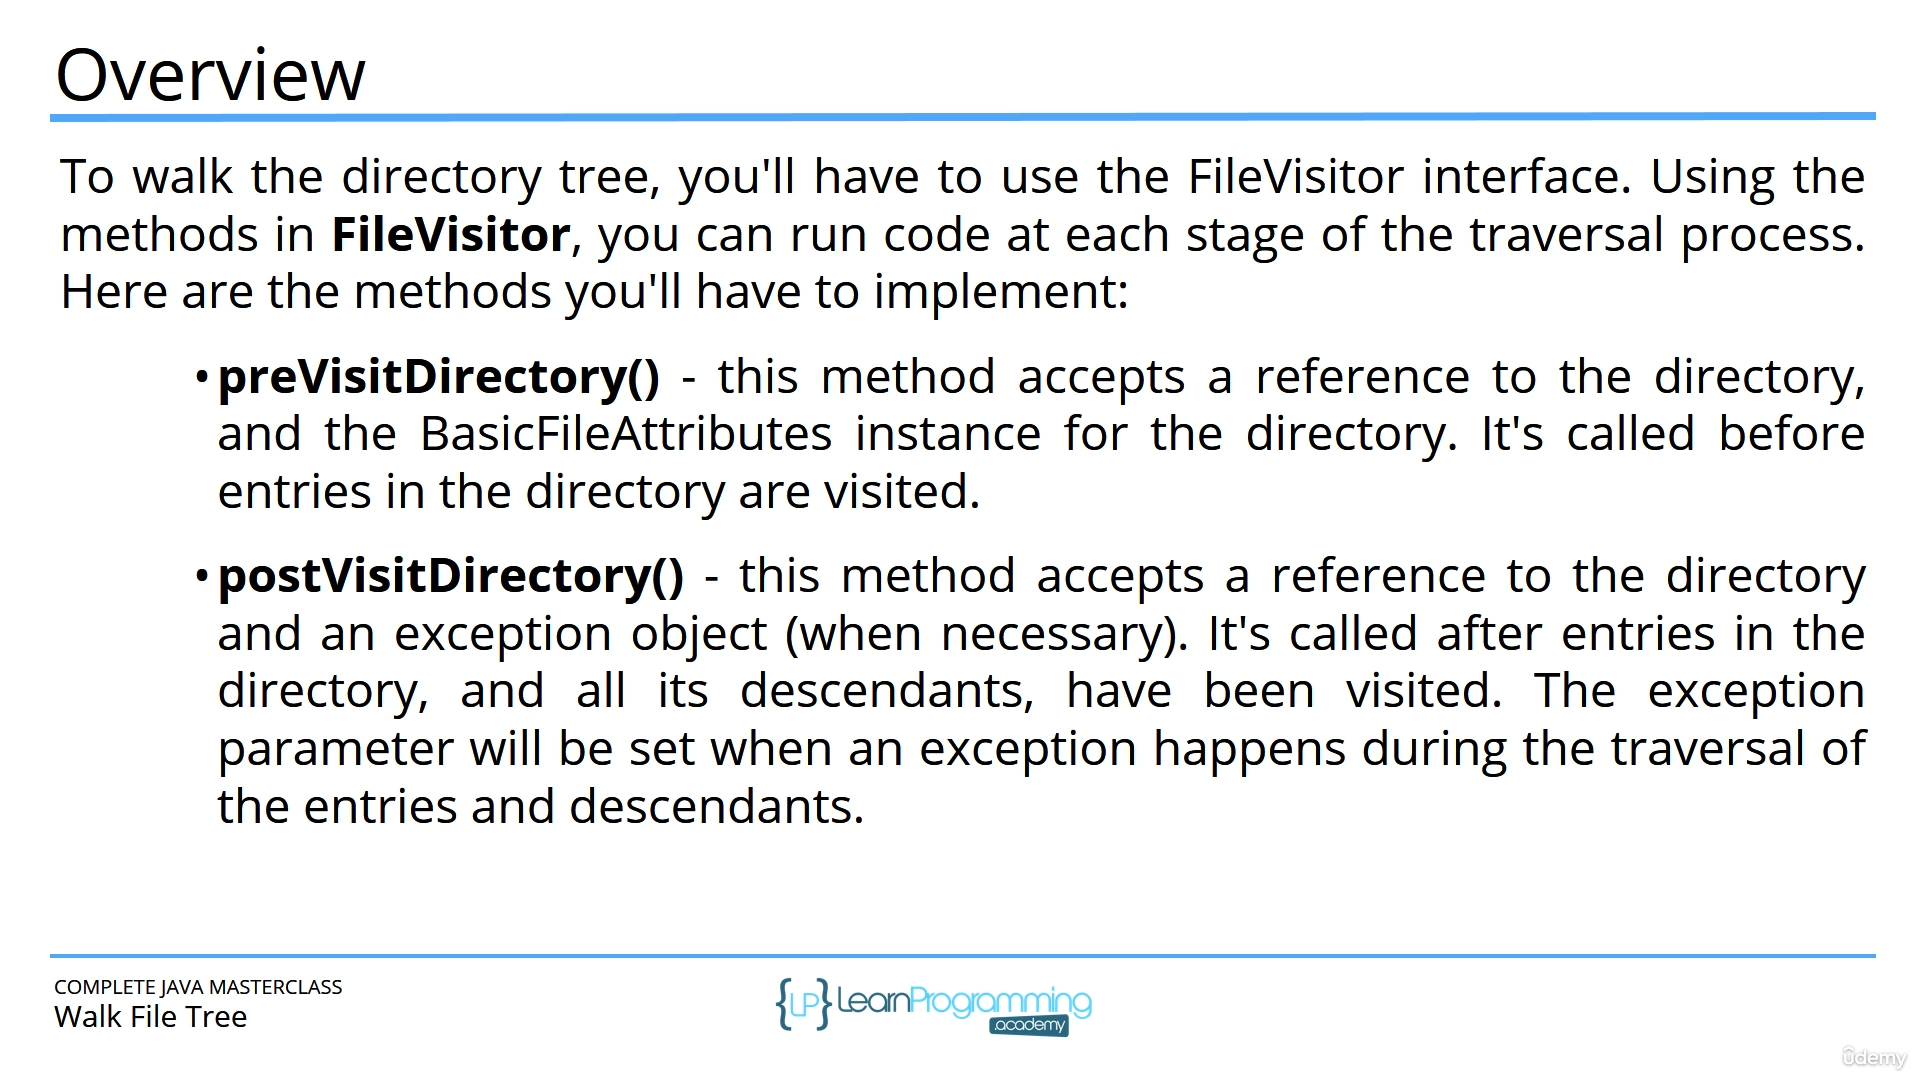 Overview
To walk the directory tree, you'll have to use the FileVisitor interface. Using the
methods in FileVisitor, you can run code at each stage of the traversal process.
Here are the methods you'll have to implement:
•preVisitDirectory() - this method accepts a reference to the directory,
and the BasicFileAttributes instance for the directory. It's called before
entries in the directory are visited.
•postVisitDirectory() - this method accepts a reference to the directory
and an exception object (when necessary). It's called after entries in the
directory, and all its descendants, have been visited. The exception
parameter will be set when an exception happens during the traversal of
the entries and descendants.
COMPLETE JAVA MASTERCLASS
Walk File Tree
{LP} LearnProgramming
.academy
ûdemy